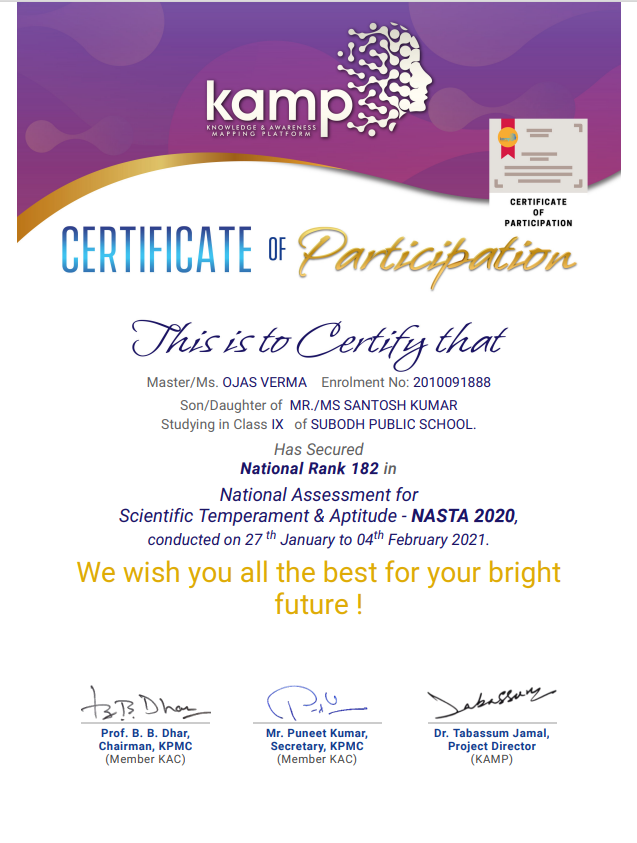 kamp
KNOWLEDGE & AWARENESS
MAPPING PLATFORM
CERTIFICATE
OF
PARTICIPATION
CERTIFICATE OF Participation
This is to Certify that
Master/Ms. OJAS VERMA Enrolment No: 2010091888
Son/Daughter of MR./MS SANTOSH KUMAR
Studying in Class IX of SUBODH PUBLIC SCHOOL.
Has Secured
National Rank 182 in
National Assessment for
Scientific Temperament & Aptitude - NASTA 2020,
conducted on 27 th January to 04th February 2021.
We wish you all the best for your bright
future !
B.B. Dhar
Tabassum
Prof. B. B. Dhar,
Chairman, KPMC
(Member KAC)
Mr. Puneet Kumar,
Secretary, KPMC
(Member KAC)
Dr. Tabassum Jamal,
Project Director
(KAMP)